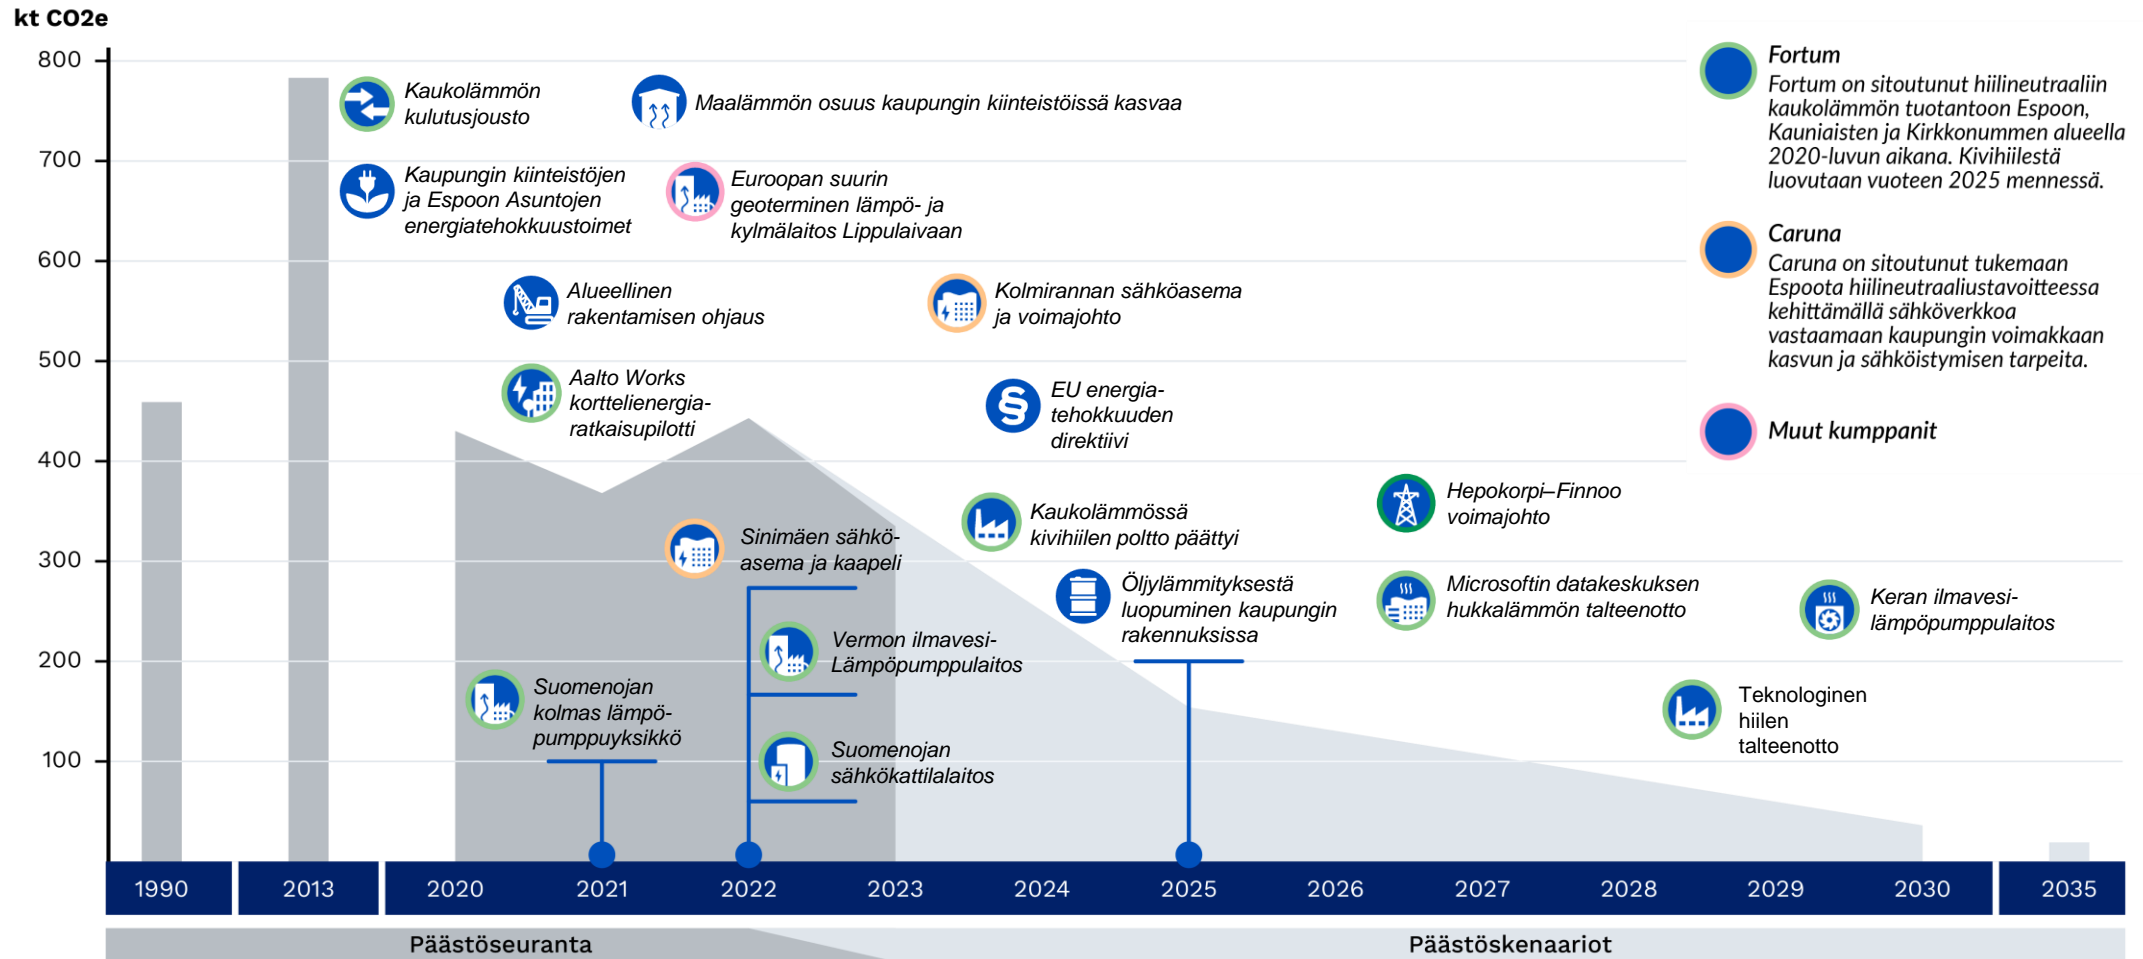 kt CO2e
800
700
600
500
400
300
200
100
Kaukolämmön
kulutusjousto
Maalämmön osuus kaupungin kiinteistöissä kasvaa
Kaupungin kiinteistöjen
ja Espoon Asuntojen
energiatehokkuustoimet
Euroopan suurin
geoterminen lämpö- ja
kylmälaitos Lippulaivaan
Alueellinen
rakentamisen ohjaus
Kolmirannan sähköasema
ja voimajohto
Aalto Works
korttelienergia-
ratkaisupilotti
EU energia-
tehokkuuden
direktiivi
Sinimäen sähkö-
asema ja kaapeli
Kaukolämmössä
kivihiilen poltto päättyi
Hepokorpi–Finnoo
voimajohto
Öljylämmityksestä
luopuminen kaupungin
rakennuksissa
Microsoftin datakeskuksen
hukkalämmön talteenotto
Keran ilmavesi-
lämpöpumppulaitos
Vermon ilmavesi-
Lämpöpumppulaitos
Suomenojan
kolmas lämpö-
pumppuyksikkö
Suomenojan
sähkökattilalaitos
Teknologinen
hiilen
talteenotto
Fortum
Fortum on sitoutunut hiilineutraaliin
kaukolämmön tuotantoon Espoon,
Kauniaisten ja Kirkkonummen alueella
2020-luvun aikana. Kivihiilestä
luovutaan vuoteen 2025 mennessä.
Caruna
Caruna on sitoutunut tukemaan
Espoota hiilineutraaliustavoitteessa
kehittämällä sähköverkkoa
vastaamaan kaupungin voimakkaan
kasvun ja sähköistymisen tarpeita.
Muut kumppanit
1990 2013 2020 2021 2022 2023 2024 2025 2026 2027 2028 2029 2030 2035
Päästöseuranta Päästöskenaariot